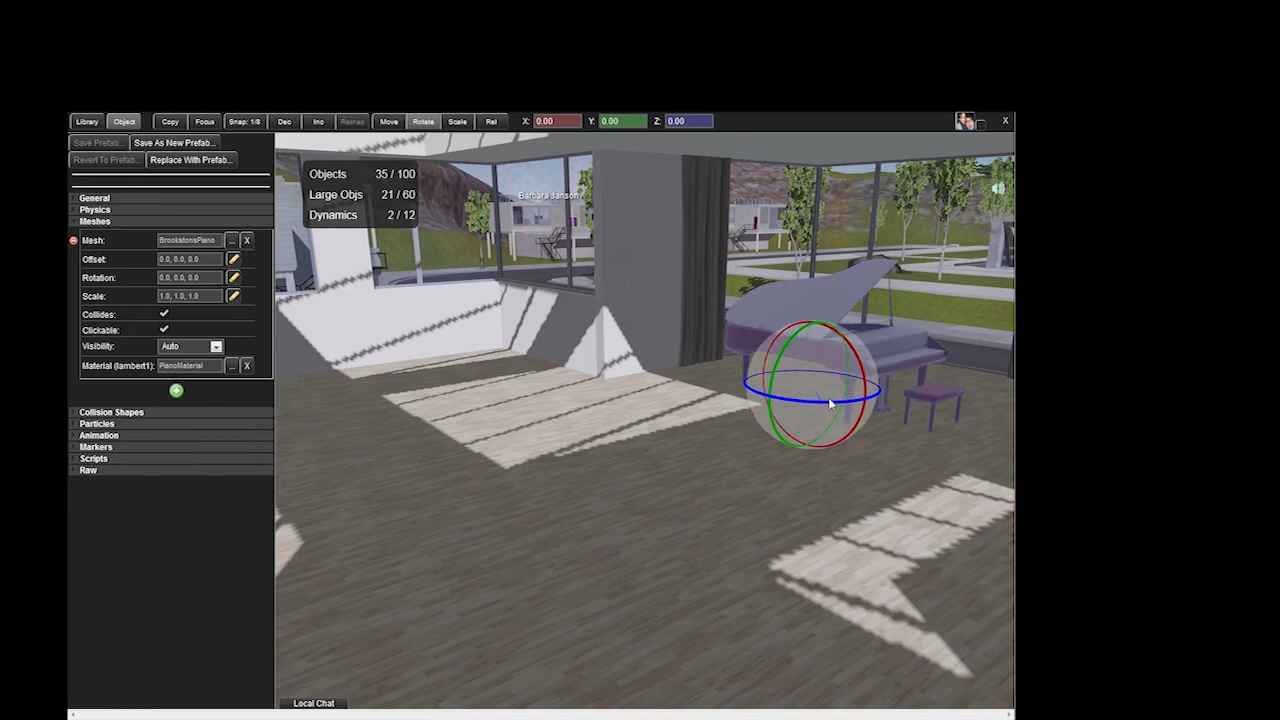 Library Object Copy Focus Snap: 1/8 Dec Inc Resnap Move Rotate Scale Rel X: 0.00 Y: 0.00 Z: 0.00 X
Save Prefab... Save As New Prefab...
Revert To Prefab... Replace With Prefab...
Objects 35 / 100
Large Objs 21 / 60
Dynamics 2 / 12
Barbara Janson
General
Physics
Meshes
Mesh: BrookstonsPiano ... X
Offset: 0.0, 0.0, 0.0
Rotation: 0.0, 0.0, 0.0
Scale: 1.0, 1.0, 1.0
Collides:
Clickable:
Visibility: Auto
Material (lambert1): PianoMaterial ... X
Collision Shapes
Particles
Animation
Markers
Scripts
Raw
Local Chat